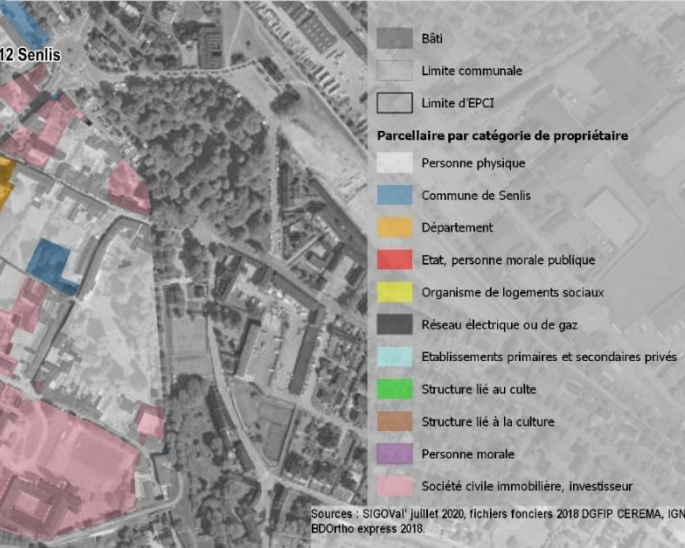 12 Senlis
Bâti
Limite communale
Limite d'EPCI
Parcellaire par catégorie de propriétaire
Personne physique
Commune de Senlis
Département
Etat, personne morale publique
Organisme de logements sociaux
Réseau électrique ou de gaz
Etablissements primaires et secondaires privés
Structure lié au culte
Structure lié à la culture
Personne morale
Société civile immobilière, investisseur
Sources : SIGOVal' juillet 2020, fichiers fonciers 2018 DGFIP CEREMA, IGN
BDOrtho express 2018.